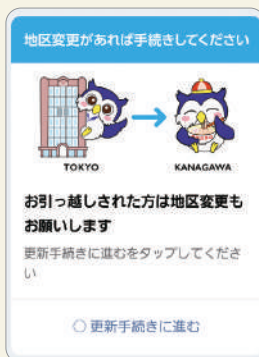 地区変更があれば手続きしてください
TOKYO
KANAGAWA
お引っ越しされた方は地区変更も
お願いします
更新手続きに進むをタップしてくださ
い
更新手続きに進む